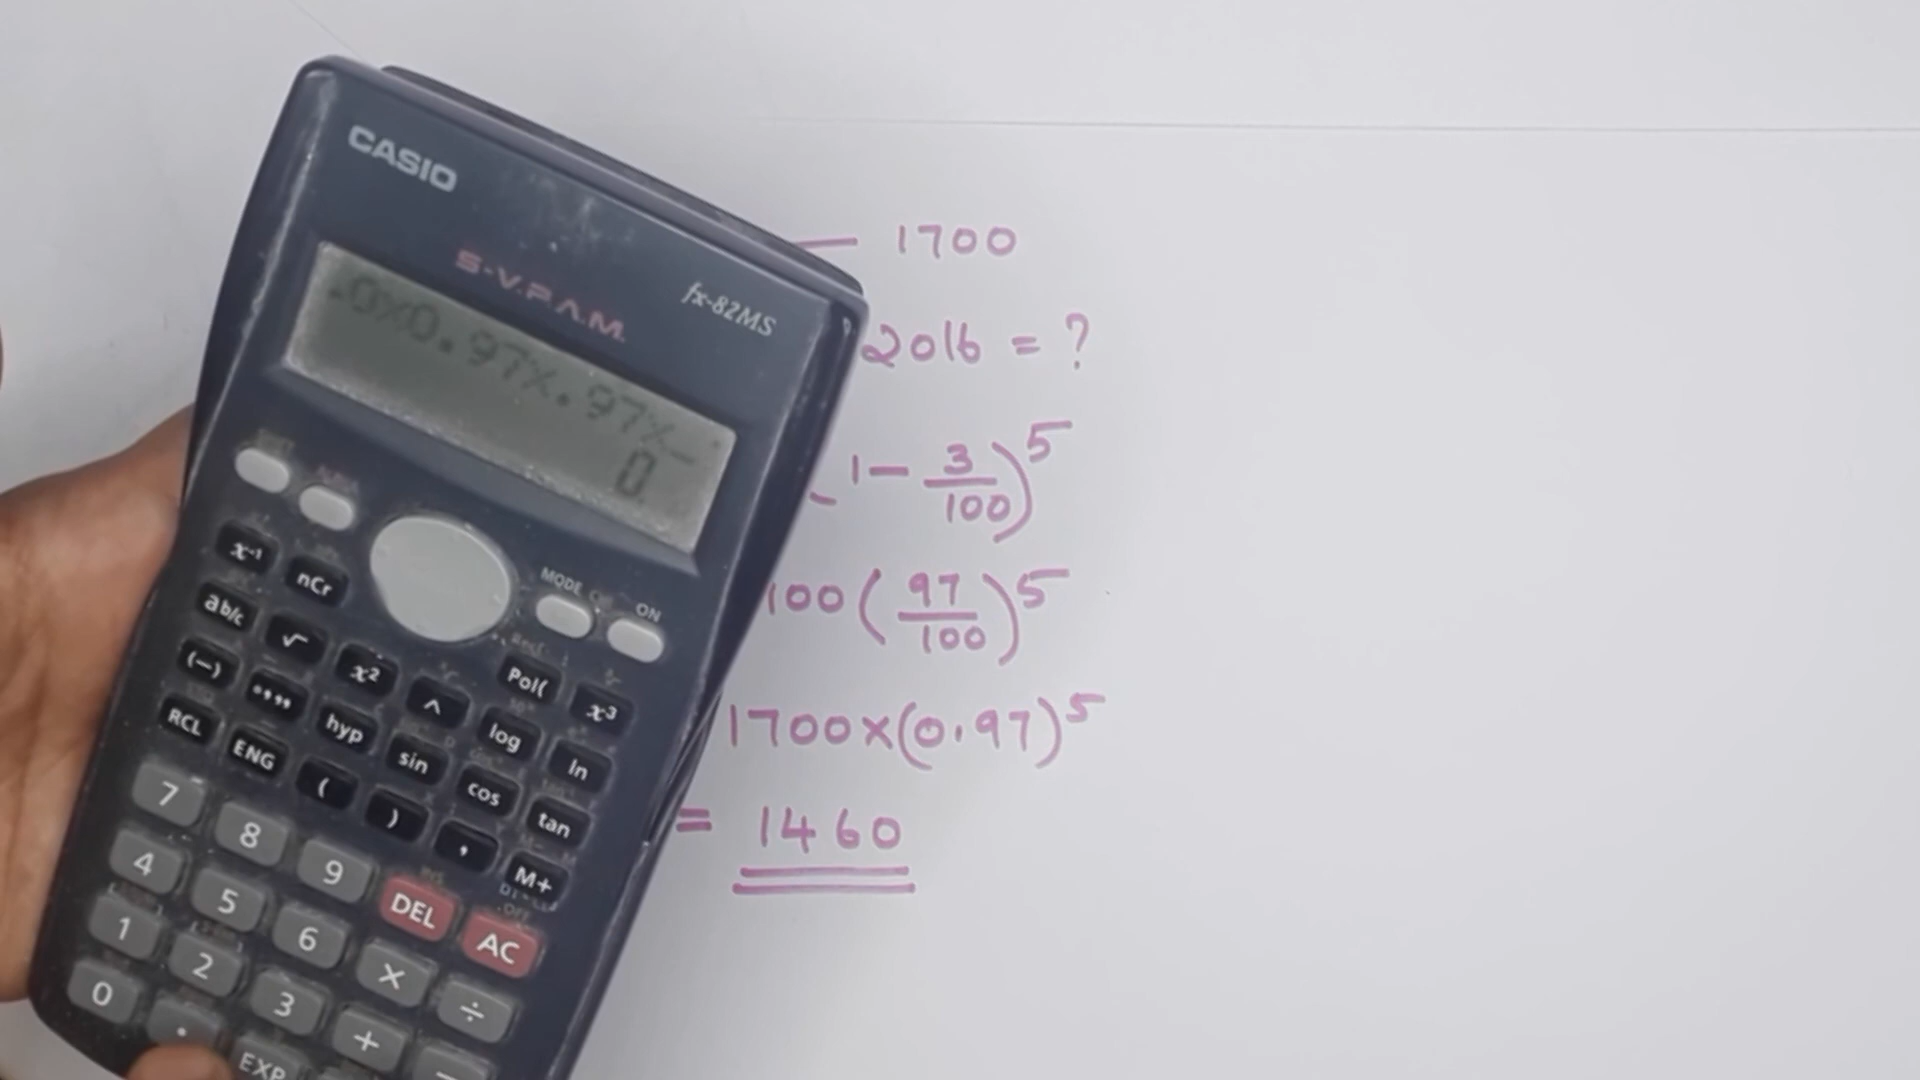 CASIO
S-V.P.A.M.
fx-82MS
.0×0.97×.97×_
0.
MODE
ON
x-1 nCr
ab/c √ x² ^ Pol( x³
(−) °,,, hyp sin log ln
RCL ENG ( ) cos tan
, M+
7 8 9 DEL AC
4 5 6 × ÷
1 2 3 + −
0 . EXP
— 1700
2016 = ?
1 − 3/100)⁵
100 (97/100)⁵
1700×(0.97)⁵
= 1460